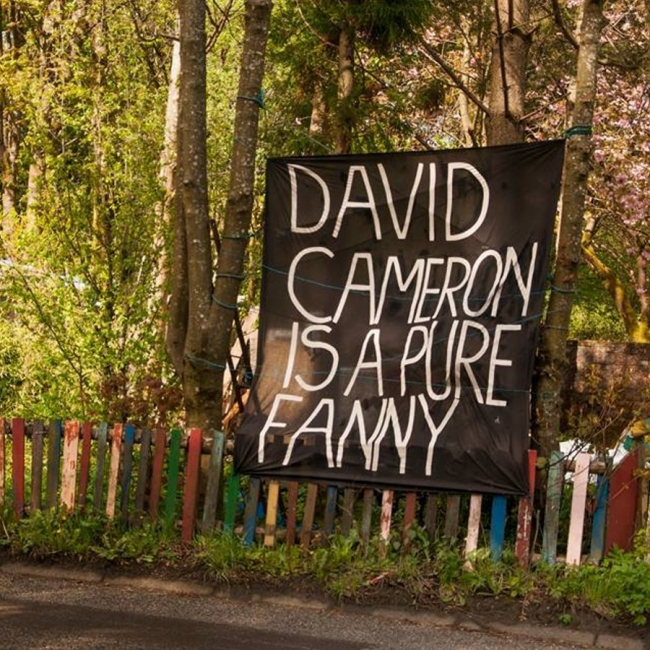 DAVID
CAMERON
IS A PURE
FANNY